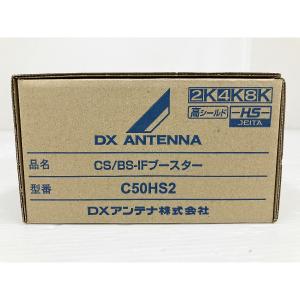 2K4K8K
高シールド
HS
JEITA
DX ANTENNA
品名 CS/BS-IFブースター
型番 C50HS2
DXアンテナ株式会社